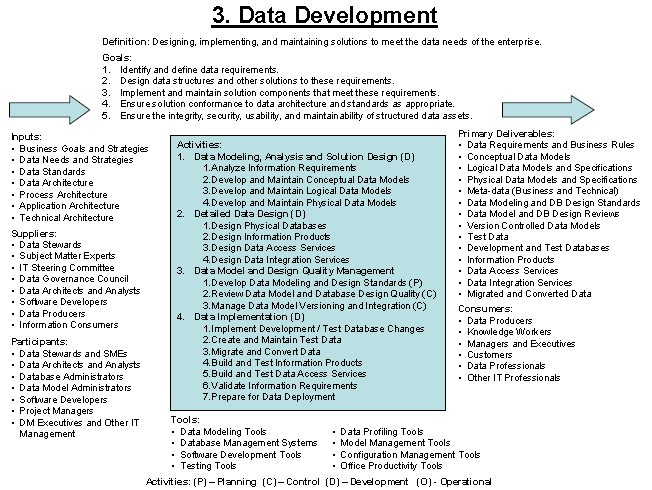 3. Data Development
Definition: Designing, implementing, and maintaining solutions to meet the data needs of the enterprise.
Goals:
1. Identify and define data requirements.
2. Design data structures and other solutions to these requirements.
3. Implement and maintain solution components that meet these requirements.
4. Ensure solution conformance to data architecture and standards as appropriate.
5. Ensure the integrity, security, usability, and maintainability of structured data assets.
Inputs:
• Business Goals and Strategies
• Data Needs and Strategies
• Data Standards
• Data Architecture
• Process Architecture
• Application Architecture
• Technical Architecture
Suppliers:
• Data Stewards
• Subject Matter Experts
• IT Steering Committee
• Data Governance Council
• Data Architects and Analysts
• Software Developers
• Data Producers
• Information Consumers
Participants:
• Data Stewards and SMEs
• Data Architects and Analysts
• Database Administrators
• Data Model Administrators
• Software Developers
• Project Managers
• DM Executives and Other IT
Management
Activities:
1. Data Modeling, Analysis and Solution Design (D)
1.Analyze Information Requirements
2.Develop and Maintain Conceptual Data Models
3.Develop and Maintain Logical Data Models
4.Develop and Maintain Physical Data Models
2. Detailed Data Design (D)
1.Design Physical Databases
2.Design Information Products
3.Design Data Access Services
4.Design Data Integration Services
3. Data Model and Design Quality Management
1.Develop Data Modeling and Design Standards (P)
2.Review Data Model and Database Design Quality (C)
3.Manage Data Model Versioning and Integration (C)
4. Data Implementation (D)
1.Implement Development / Test Database Changes
2.Create and Maintain Test Data
3.Migrate and Convert Data
4.Build and Test Information Products
5.Build and Test Data Access Services
6.Validate Information Requirements
7.Prepare for Data Deployment
Primary Deliverables:
• Data Requirements and Business Rules
• Conceptual Data Models
• Logical Data Models and Specifications
• Physical Data Models and Specifications
• Meta-data (Business and Technical)
• Data Modeling and DB Design Standards
• Data Model and DB Design Reviews
• Version Controlled Data Models
• Test Data
• Development and Test Databases
• Information Products
• Data Access Services
• Data Integration Services
• Migrated and Converted Data
Consumers:
• Data Producers
• Knowledge Workers
• Managers and Executives
• Customers
• Data Professionals
• Other IT Professionals
Tools:
• Data Modeling Tools
• Database Management Systems
• Software Development Tools
• Testing Tools
• Data Profiling Tools
• Model Management Tools
• Configuration Management Tools
• Office Productivity Tools
Activities: (P) – Planning (C) – Control (D) – Development (O) - Operational